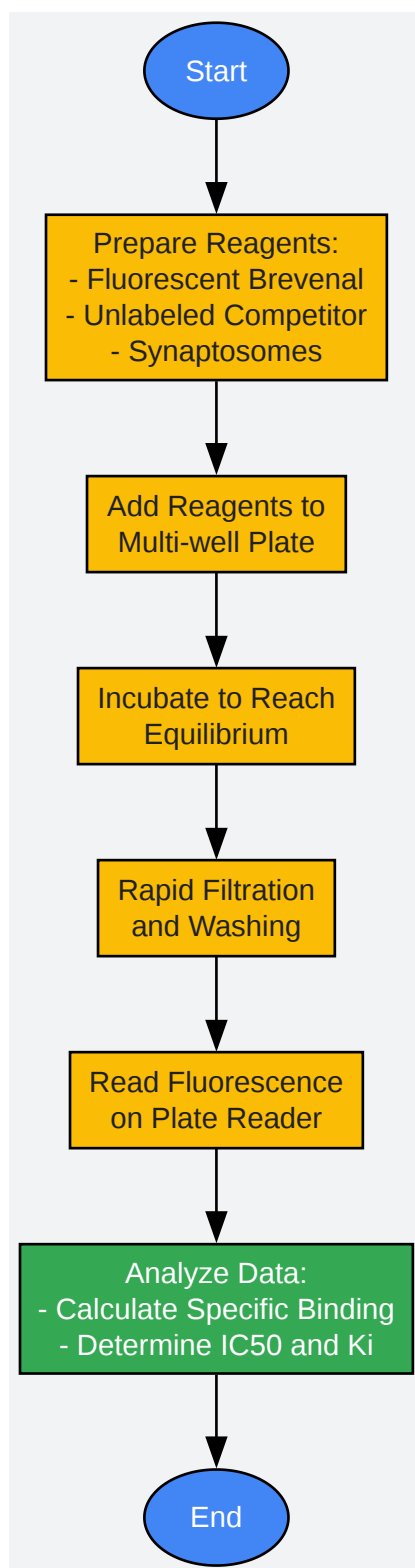 Start
Prepare Reagents:
- Fluorescent Brevenal
- Unlabeled Competitor
- Synaptosomes
Add Reagents to
Multi-well Plate
Incubate to Reach
Equilibrium
Rapid Filtration
and Washing
Read Fluorescence
on Plate Reader
Analyze Data:
- Calculate Specific Binding
- Determine IC50 and Ki
End